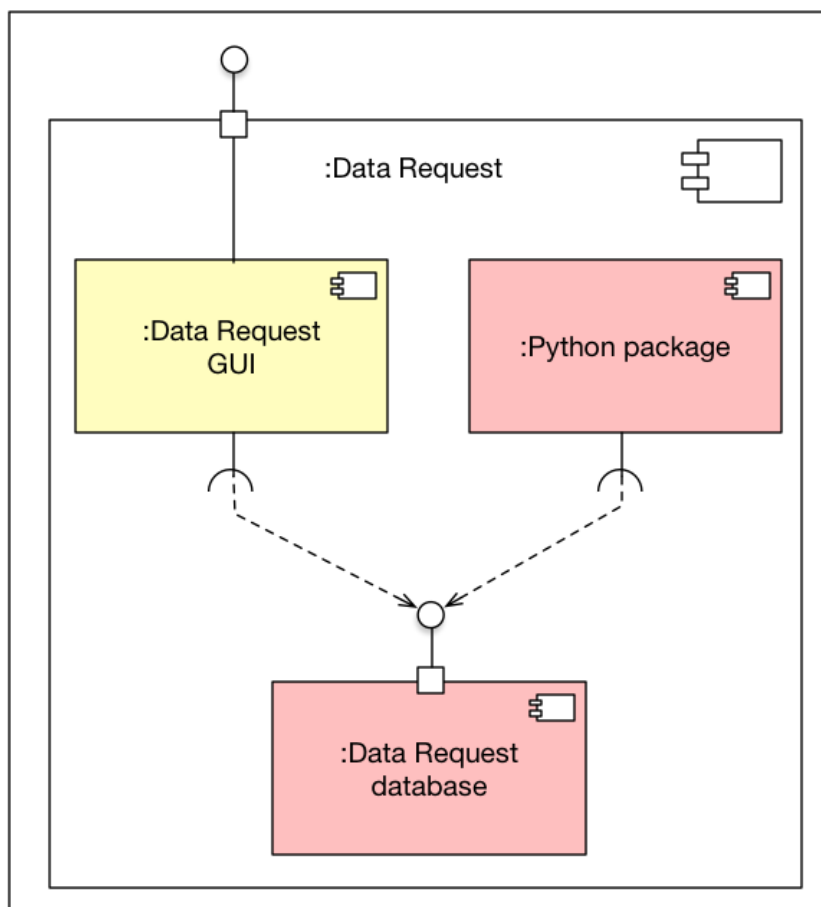 :Data Request
:Data Request
GUI
:Python package
:Data Request
database